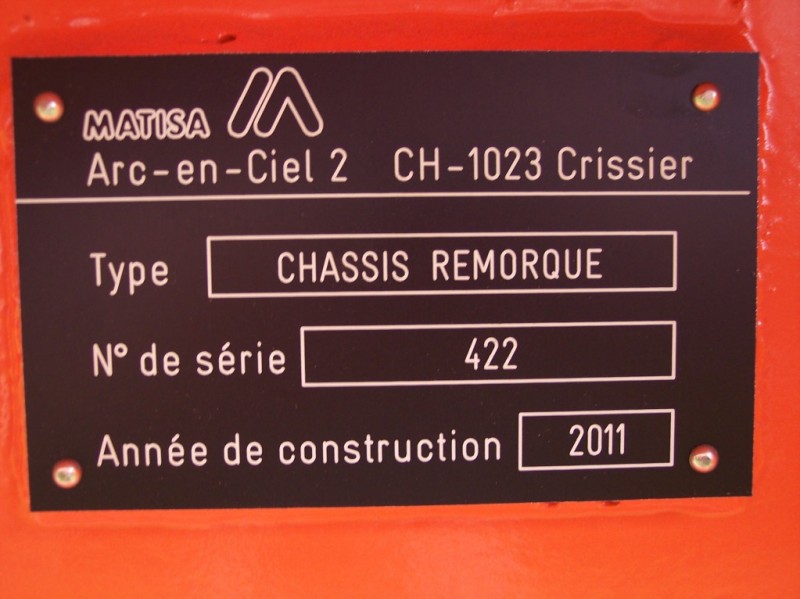 MATISA
Arc-en-Ciel 2 CH-1023 Crissier
Type CHASSIS REMORQUE
N° de série 422
Année de construction 2011